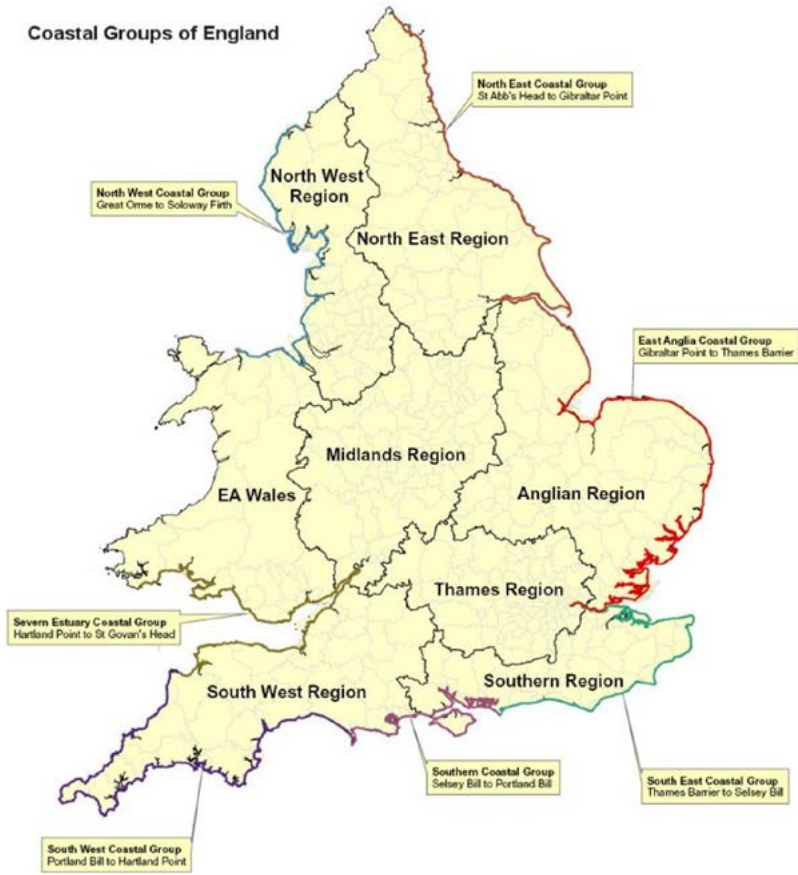 Coastal Groups of England
North East Coastal Group
St Abb's Head to Gibraltar Point
North West
Region
North West Coastal Group
Great Orme to Soloway Firth
North East Region
East Anglia Coastal Group
Gibraltar Point to Thames Barrier
Midlands Region
EA Wales
Anglian Region
Thames Region
Severn Estuary Coastal Group
Hartland Point to St Govan's Head
South West Region
Southern Region
Southern Coastal Group
Selsey Bill to Portland Bill
South East Coastal Group
Thames Barrier to Selsey Bill
South West Coastal Group
Portland Bill to Hartland Point